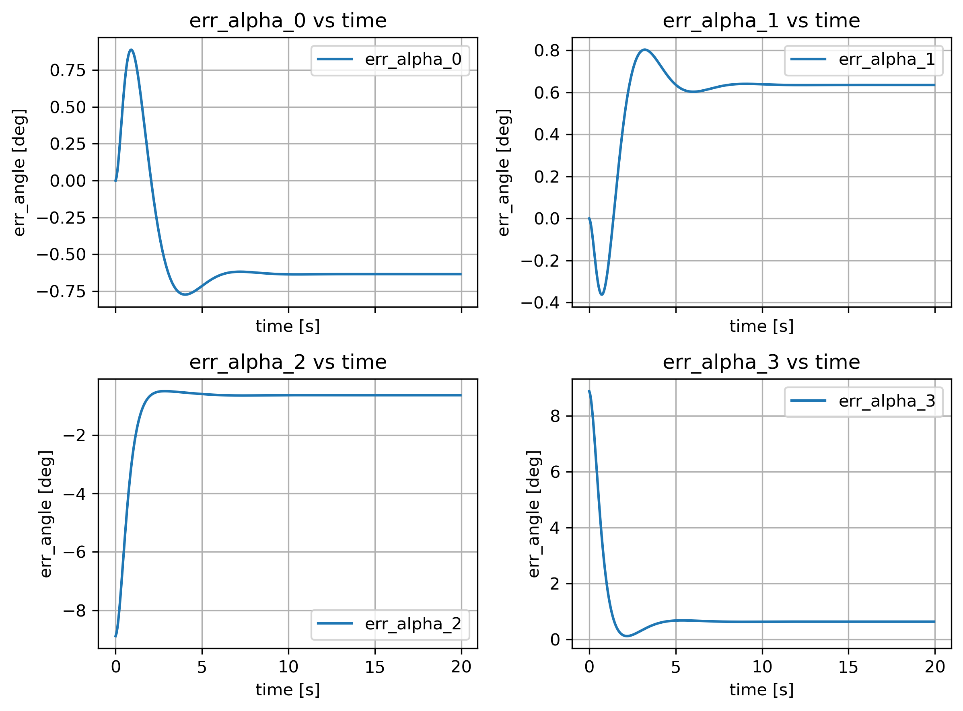 err_alpha_0 vs time
err_angle [deg]
0.75
0.50
0.25
0.00
−0.25
−0.50
−0.75
err_alpha_0
time [s]
err_alpha_1 vs time
err_angle [deg]
0.8
0.6
0.4
0.2
0.0
−0.2
−0.4
err_alpha_1
time [s]
err_alpha_2 vs time
err_angle [deg]
−2
−4
−6
−8
err_alpha_2
0 5 10 15 20
time [s]
err_alpha_3 vs time
err_angle [deg]
8
6
4
2
0
err_alpha_3
0 5 10 15 20
time [s]